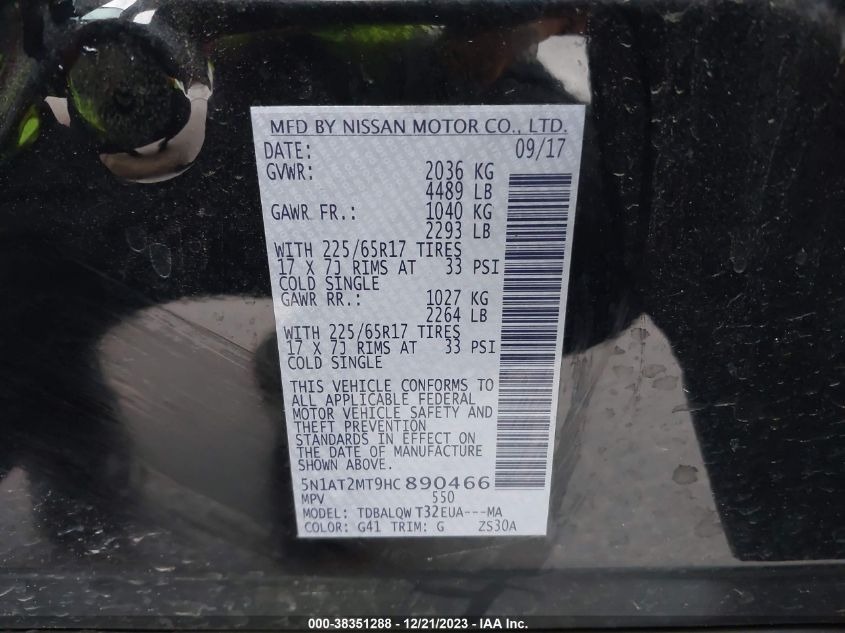 MFD BY NISSAN MOTOR CO., LTD.
DATE: 09/17
GVWR: 2036 KG
4489 LB
GAWR FR.: 1040 KG
2293 LB
WITH 225/65R17 TIRES
17 X 7J RIMS AT 33 PSI
COLD SINGLE
GAWR RR.: 1027 KG
2264 LB
WITH 225/65R17 TIRES
17 X 7J RIMS AT 33 PSI
COLD SINGLE
THIS VEHICLE CONFORMS TO
ALL APPLICABLE FEDERAL
MOTOR VEHICLE SAFETY AND
THEFT PREVENTION
STANDARDS IN EFFECT ON
THE DATE OF MANUFACTURE
SHOWN ABOVE.
5N1AT2MT9HC890466
MPV 550
MODEL: TDBALQW T32EUA---MA
COLOR: G41 TRIM: G ZS30A
000-38351288 - 12/21/2023 - IAA Inc.